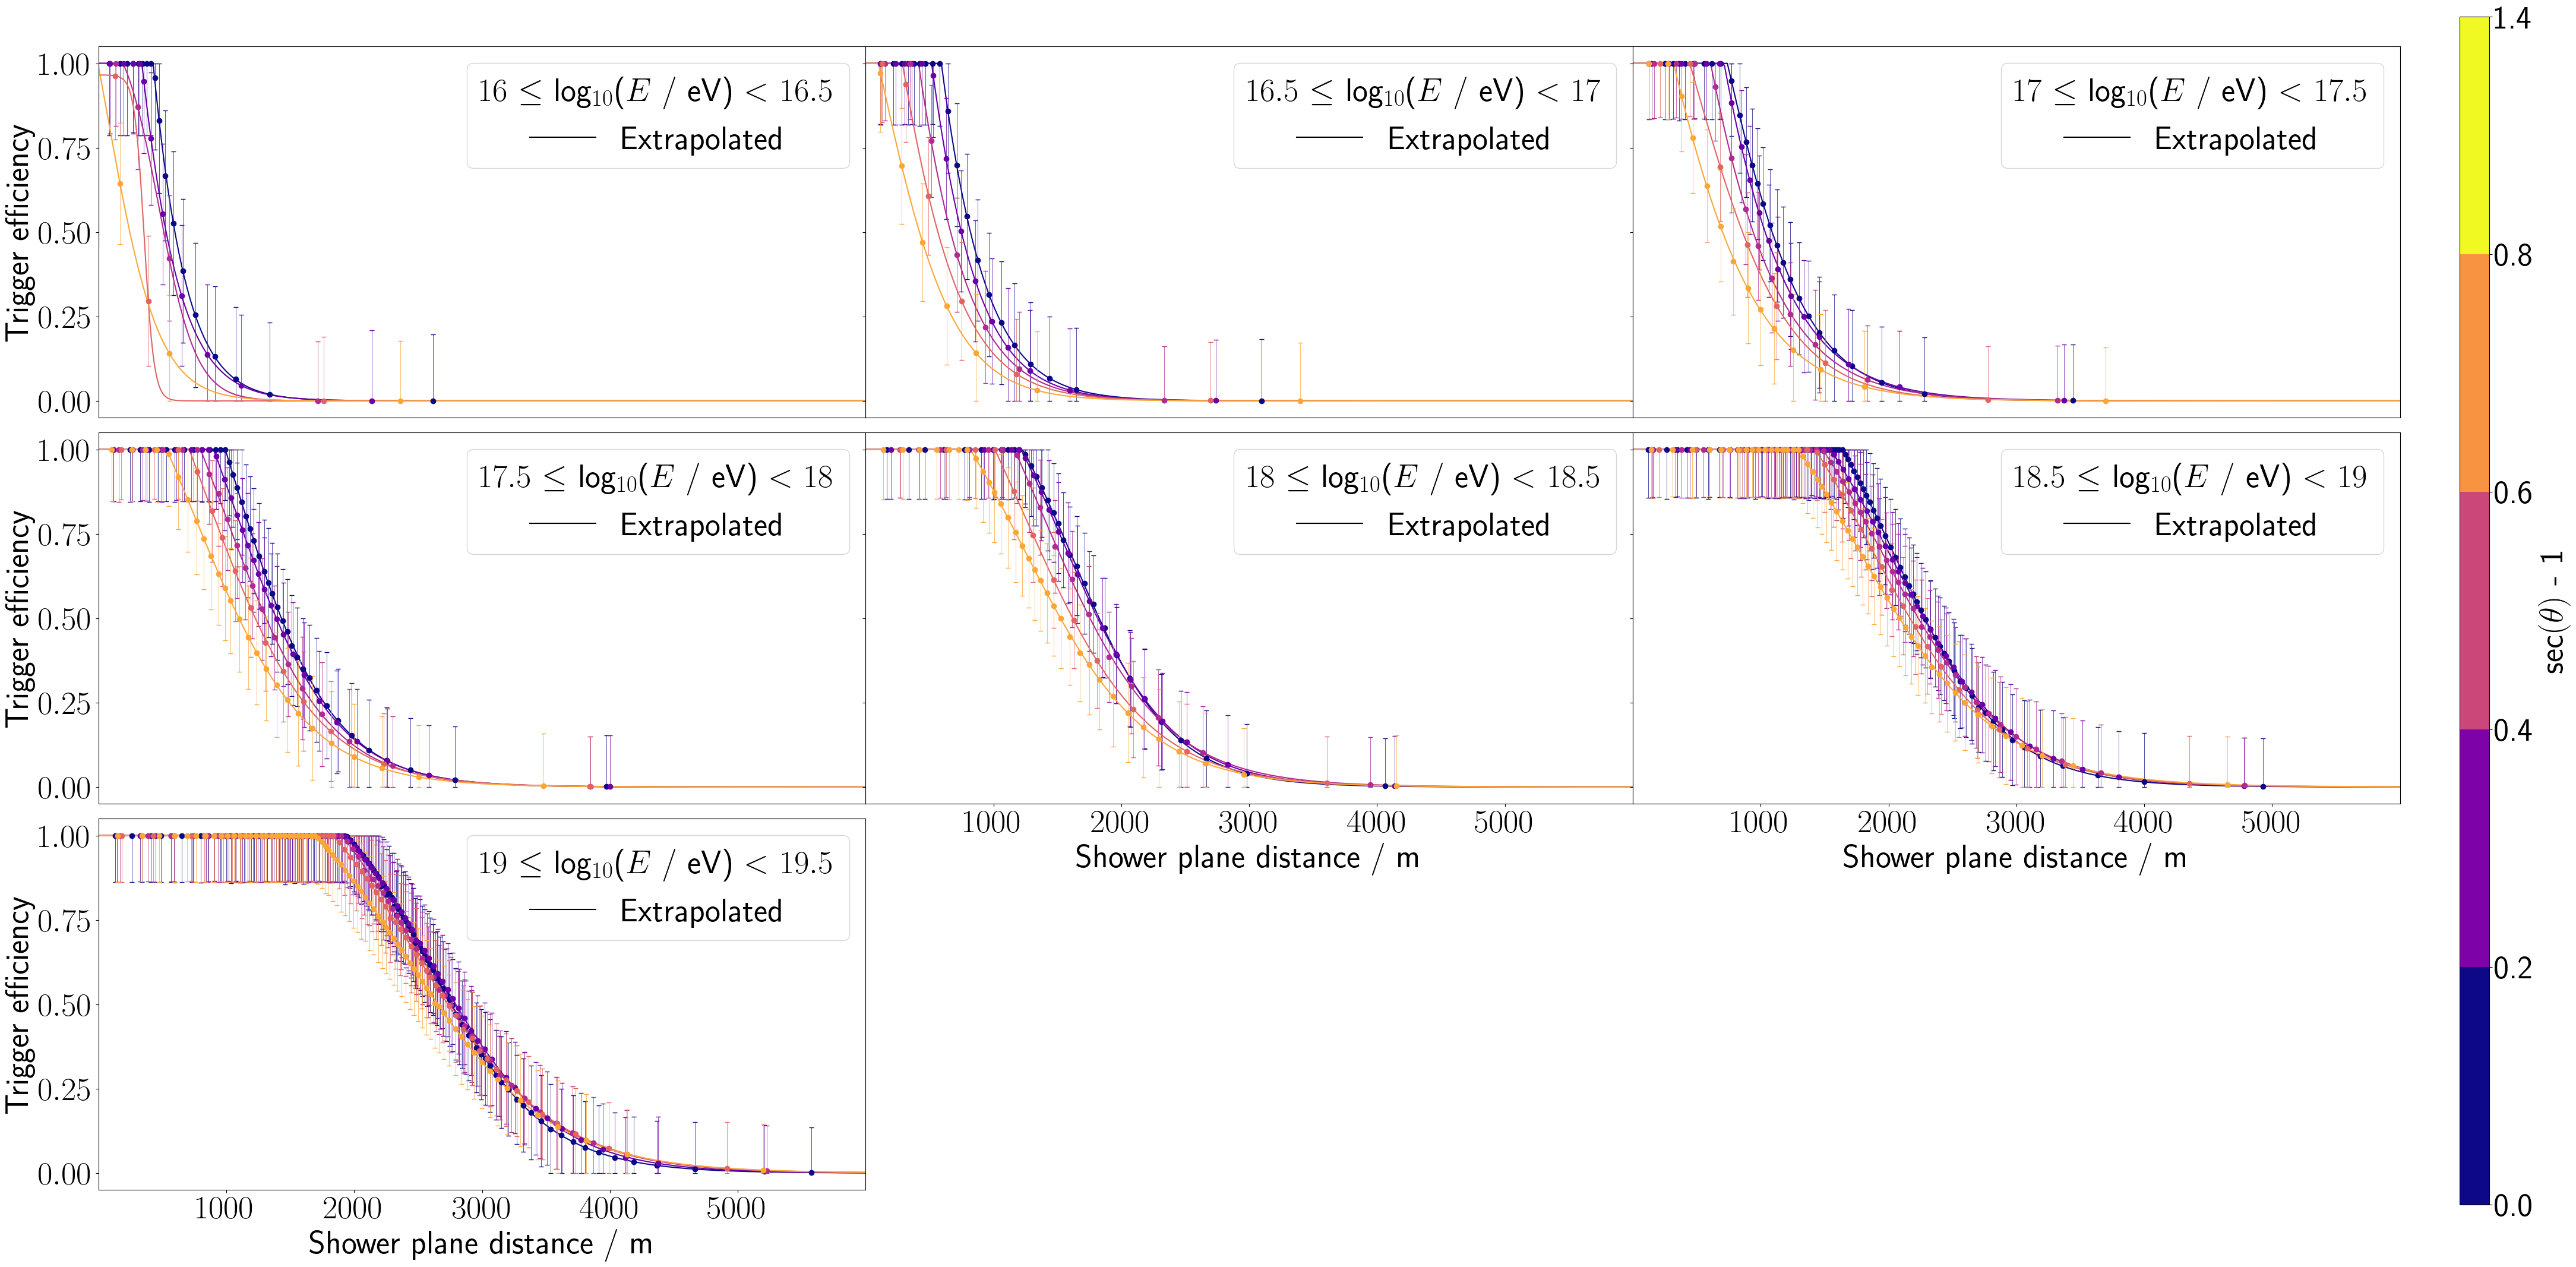 1.00
0.75
0.50
0.25
0.00
Trigger efficiency
16 ≤ log₁₀(E / eV) < 16.5
Extrapolated
16.5 ≤ log₁₀(E / eV) < 17
Extrapolated
17 ≤ log₁₀(E / eV) < 17.5
Extrapolated
1.00
0.75
0.50
0.25
0.00
Trigger efficiency
17.5 ≤ log₁₀(E / eV) < 18
Extrapolated
18 ≤ log₁₀(E / eV) < 18.5
Extrapolated
1000 2000 3000 4000 5000
Shower plane distance / m
18.5 ≤ log₁₀(E / eV) < 19
Extrapolated
1000 2000 3000 4000 5000
Shower plane distance / m
1.00
0.75
0.50
0.25
0.00
Trigger efficiency
19 ≤ log₁₀(E / eV) < 19.5
Extrapolated
1000 2000 3000 4000 5000
Shower plane distance / m
1.4
0.8
0.6
0.4
0.2
0.0
sec(θ) - 1